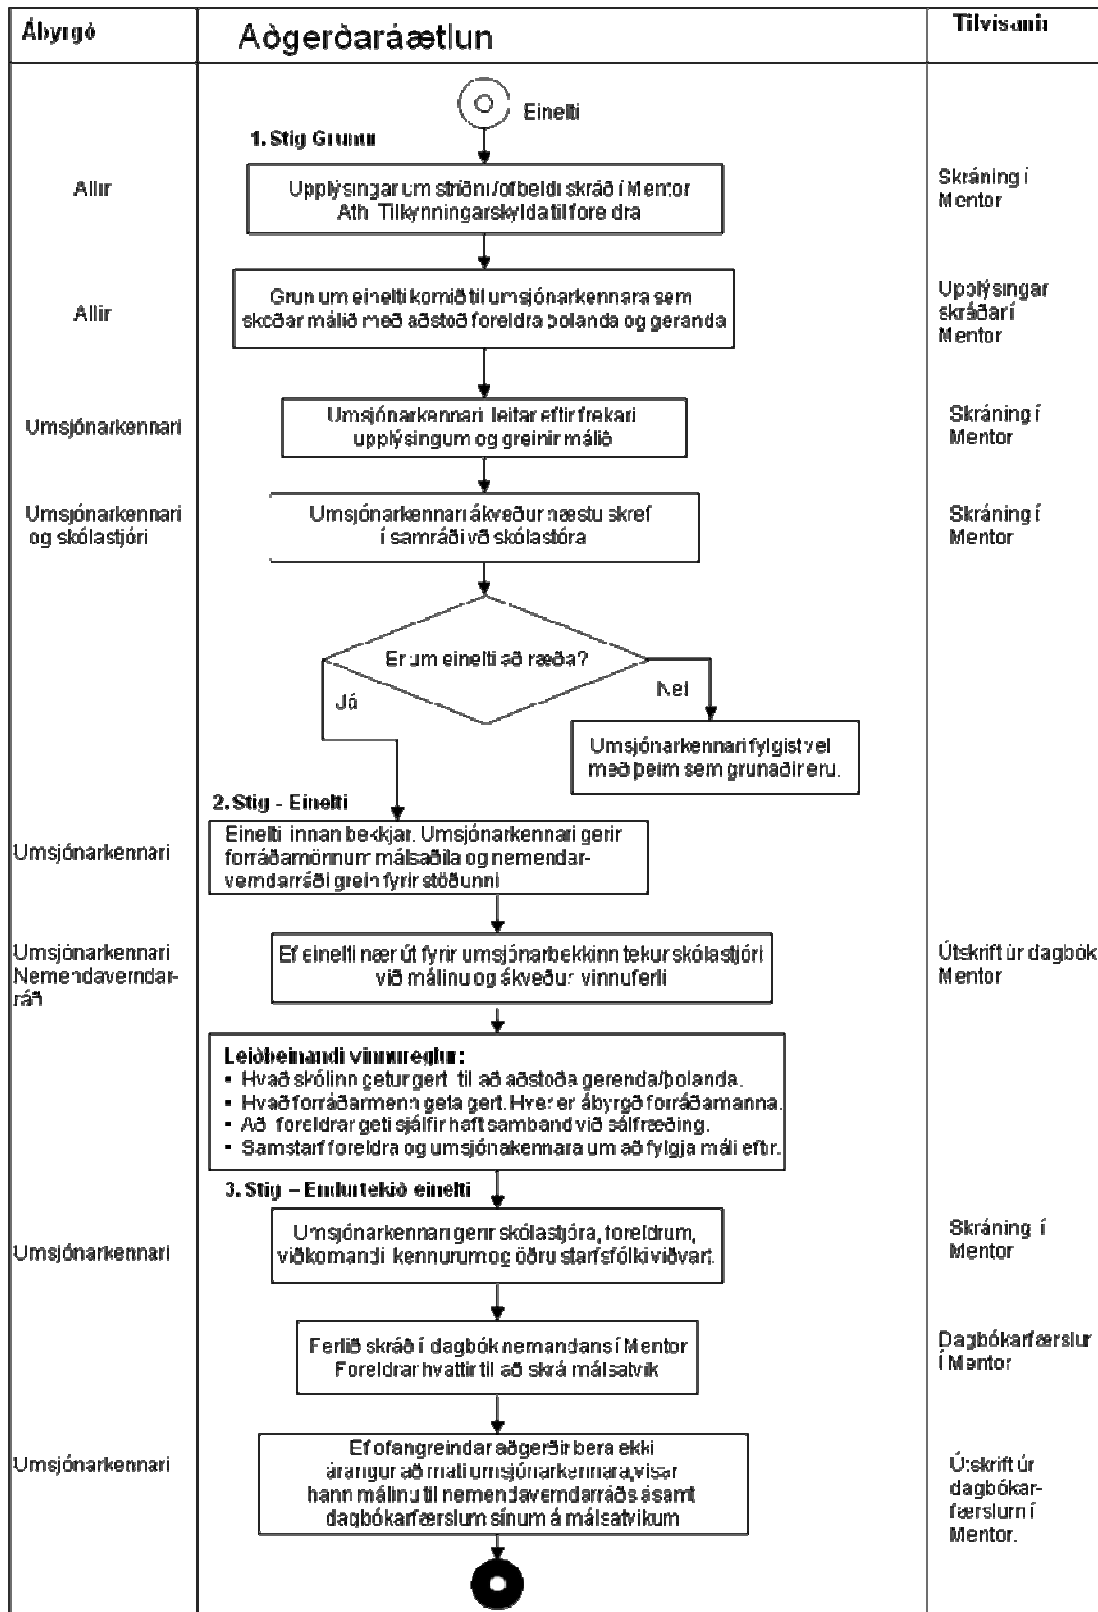 Ábyrgð
Aðgerðaráætlun
Tilvísanir
Einelti
1. Stig Grunur
Allir
Upplýsingar um stríðni/ofbeldi skráð í Mentor
Ath. Tilkynningarskylda til foreldra
Skráning í
Mentor
Allir
Grun um einelti komið til umsjónarkennara sem
skoðar málið með aðstoð foreldra þolanda og geranda
Upplýsingar
skráðar í
Mentor
Umsjónarkennari
Umsjónarkennari leitar eftir frekari
upplýsingum og greinir málið
Skráning í
Mentor
Umsjónarkennari
og skólastjóri
Umsjónarkennari ákveður næstu skref
í samráði við skólastóra
Skráning í
Mentor
Er um einelti að ræða?
Já
Nei
Umsjónarkennari fylgist vel
með þeim sem grunaðir eru.
2. Stig - Einelti
Umsjónarkennari
Einelti innan bekkjar. Umsjónarkennari gerir
forráðamönnum málsaðila og nemendar-
verndarráði grein fyrir stöðunni
Umsjónarkennari
Nemendaverndar-
ráð
Ef einelti nær út fyrir umsjónarbekkinn tekur skólastjóri
við málinu og ákveður vinnuferli
Útskrift úr dagbók
Mentor
Leiðbeinandi vinnureglur:
▪ Hvað skólinn getur gert til að aðstoða gerenda/þolanda.
▪ Hvað forráðarmenn geta gert. Hver er ábyrgð forráðamanna.
▪ Að foreldrar geti sjálfir haft samband við sálfræðing.
▪ Samstarf foreldra og umsjónakennara um að fylgja máli eftir.
3. Stig – Endurtekið einelti
Umsjónarkennari
Umsjónarkennari gerir skólastjóra, foreldrum,
viðkomandi kennurum og öðru starfsfólki viðvart.
Skráning í
Mentor
Ferlið skráð í dagbók nemandans í Mentor
Foreldrar hvattir til að skrá málsatvik
Dagbókarfærslur
Í Mentor
Umsjónarkennari
Ef ofangreindar aðgerðir bera ekki
árangur að mati umsjónarkennara, vísar
hann málinu til nemendaverndarráðs ásamt
dagbókarfærslum sínum á málsatvikum
Útskrift úr
dagbókar-
færslum í
Mentor.